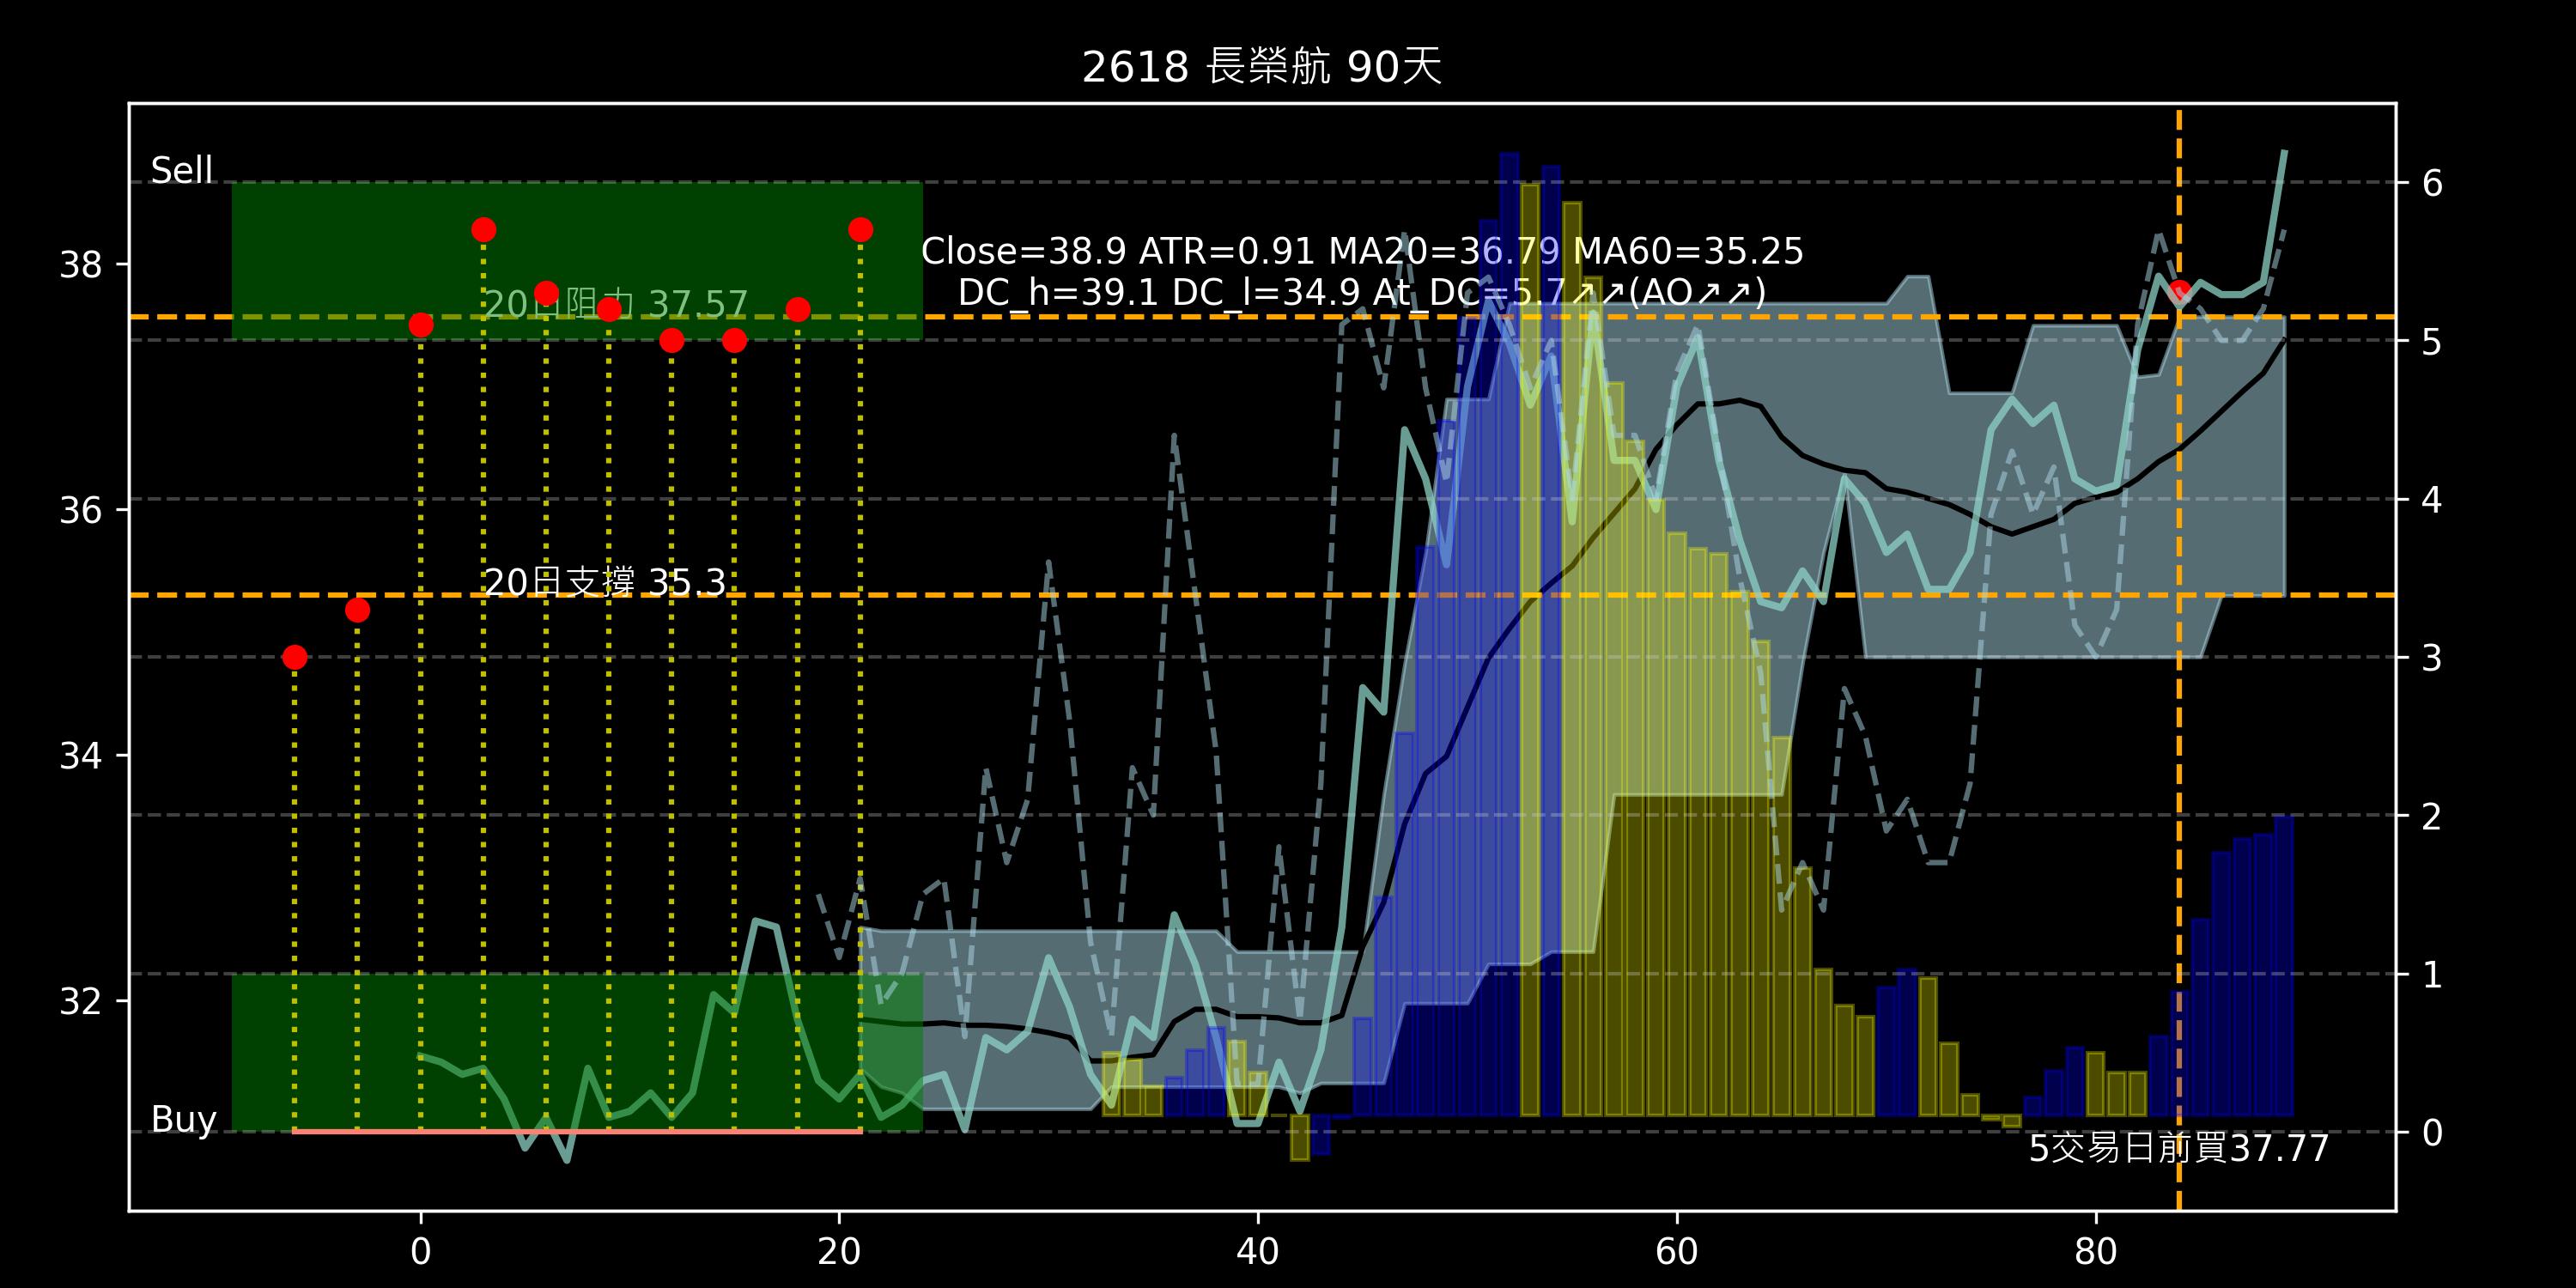 2618 長榮航 90天
Sell
Close=38.9 ATR=0.91 MA20=36.79 MA60=35.25
DC_h=39.1 DC_l=34.9 At_DC=5.7↗↗(AO↗↗)
20日阻力 37.57
20日支撐 35.3
Buy
5交易日前買37.77
38
36
34
32
6
5
4
3
2
1
0
0 20 40 60 80